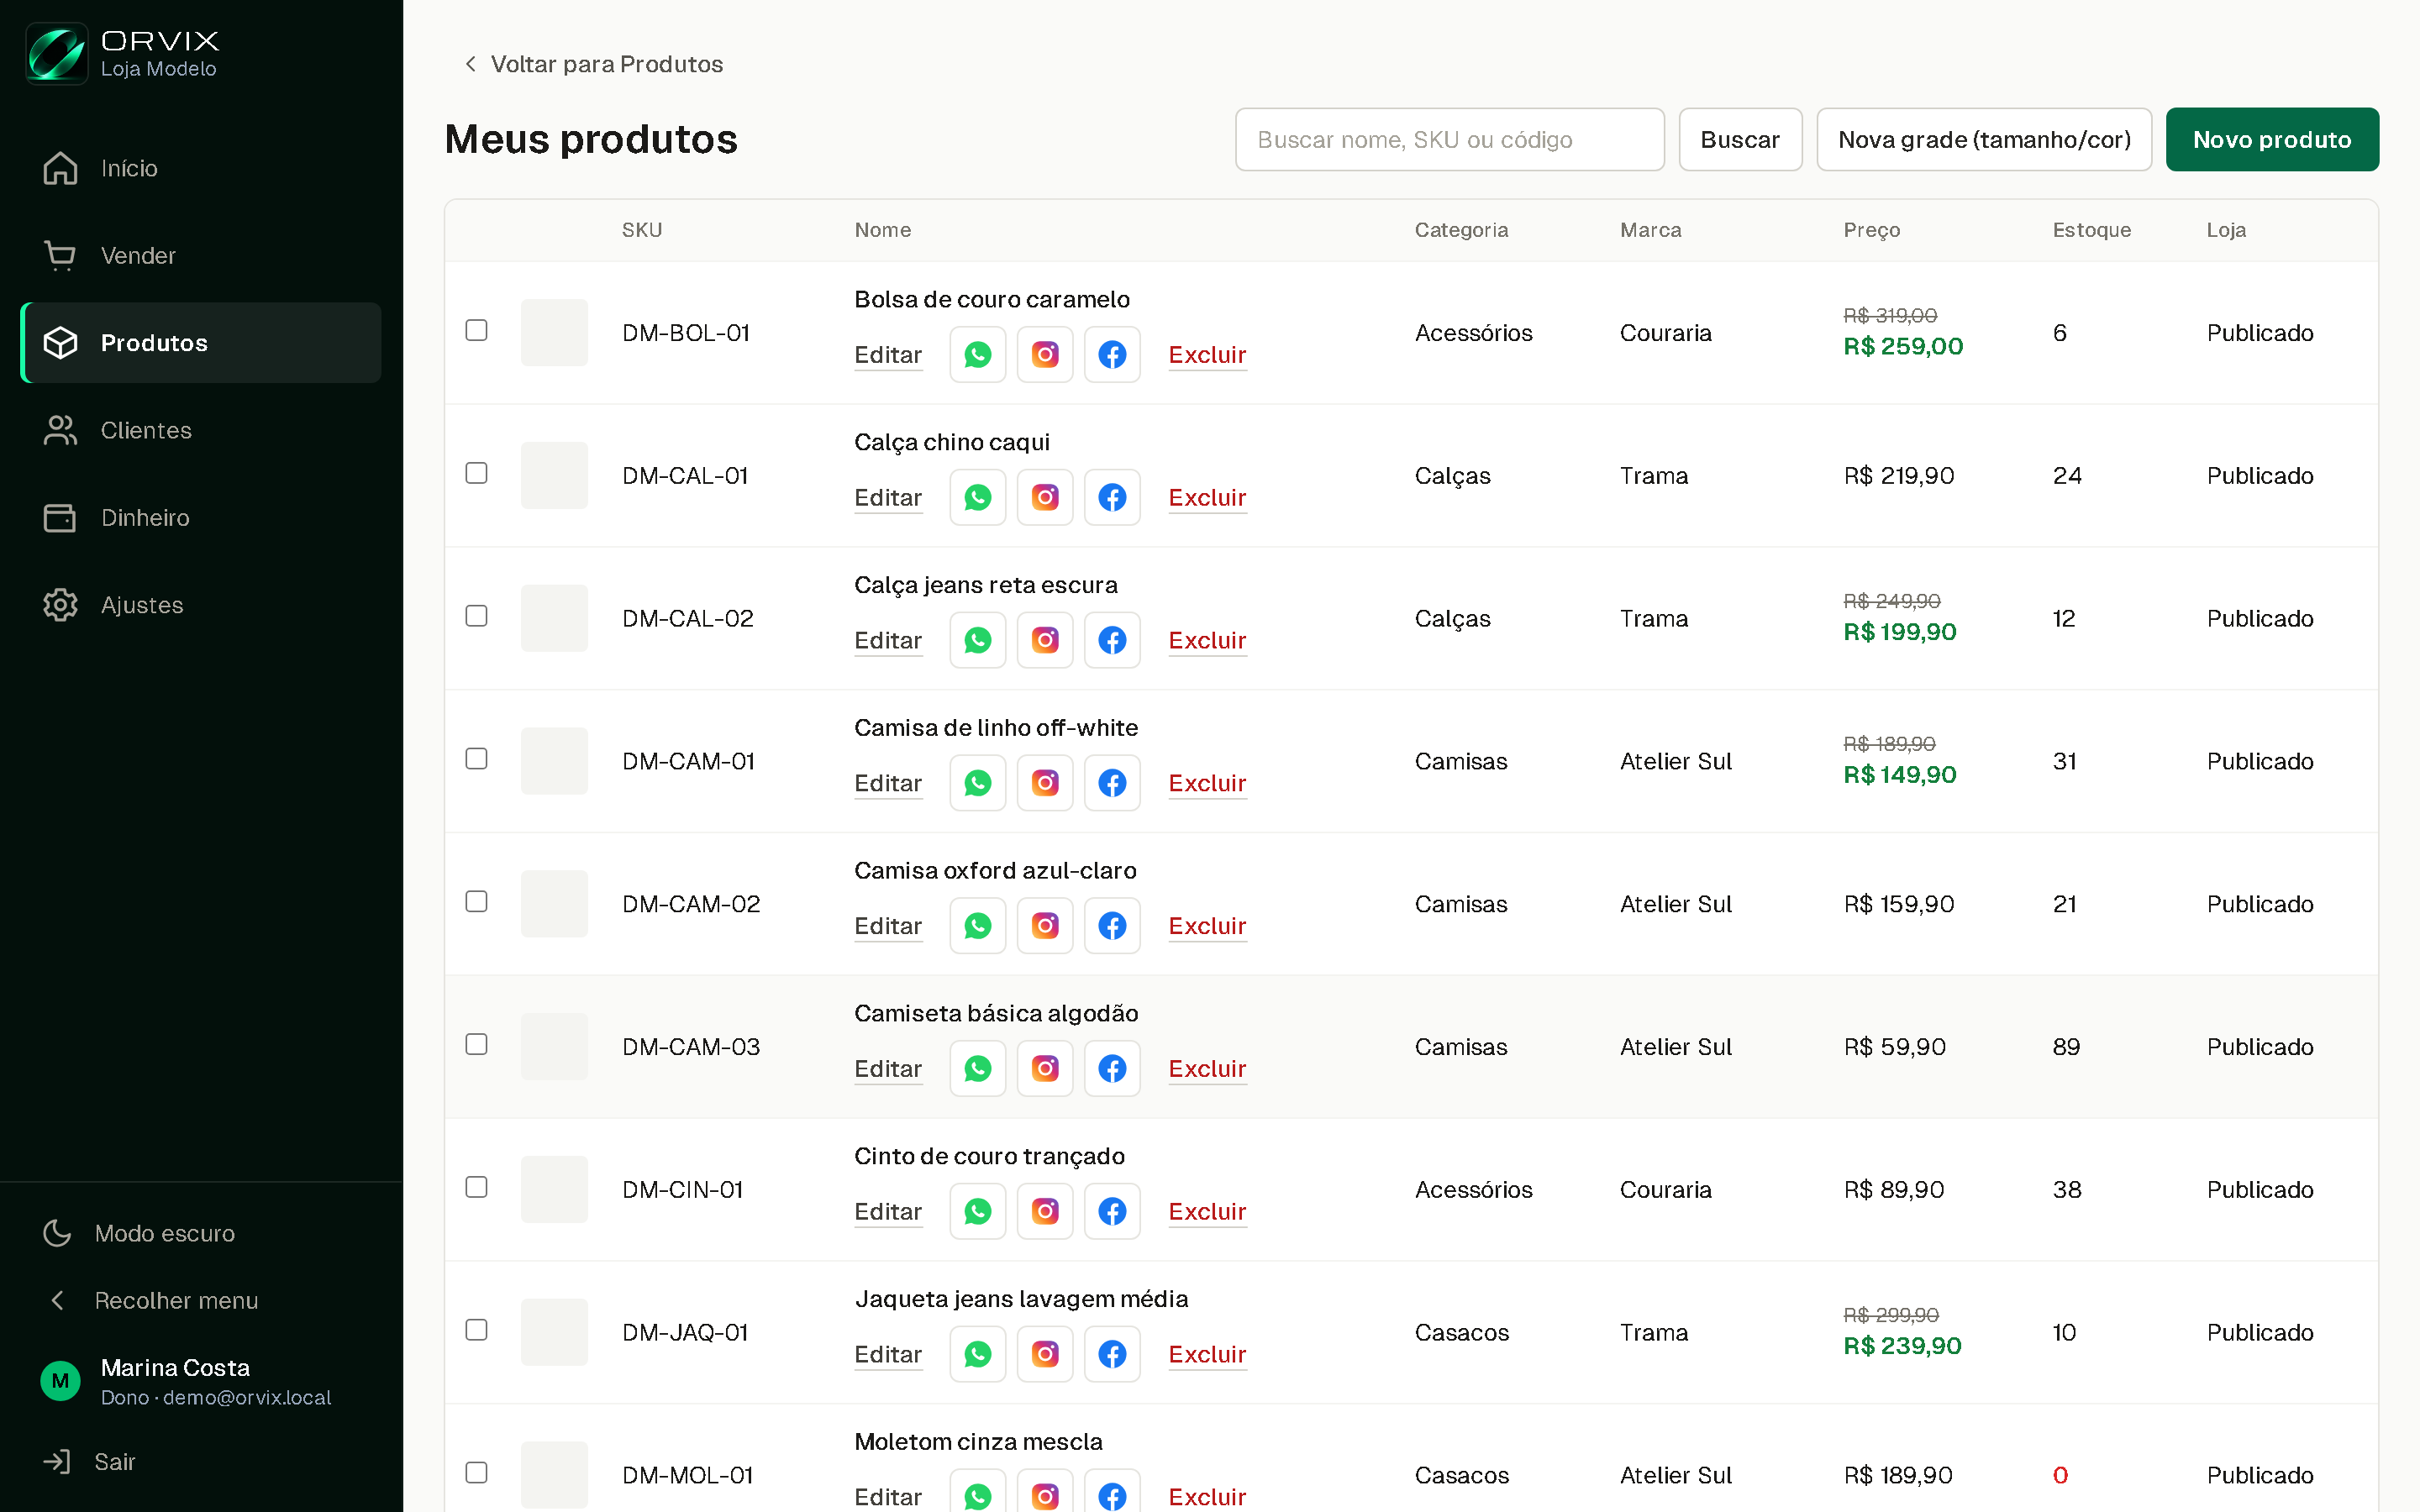 ORVIX
Loja Modelo
Início
Vender
Produtos
Clientes
Dinheiro
Ajustes
Modo escuro
Recolher menu
M
Marina Costa
Dono · demo@orvix.local
Sair
Voltar para Produtos
Meus produtos
Buscar nome, SKU ou código
Buscar
Nova grade (tamanho/cor)
Novo produto
SKU Nome Categoria Marca Preço Estoque Loja
Bolsa de couro caramelo
DM-BOL-01 Acessórios Couraria R$ 319,00 6 Publicado
R$ 259,00
Editar Excluir
Calça chino caqui
DM-CAL-01 Calças Trama R$ 219,90 24 Publicado
Editar Excluir
Calça jeans reta escura
DM-CAL-02 Calças Trama R$ 249,90 12 Publicado
R$ 199,90
Editar Excluir
Camisa de linho off-white
DM-CAM-01 Camisas Atelier Sul R$ 189,90 31 Publicado
R$ 149,90
Editar Excluir
Camisa oxford azul-claro
DM-CAM-02 Camisas Atelier Sul R$ 159,90 21 Publicado
Editar Excluir
Camiseta básica algodão
DM-CAM-03 Camisas Atelier Sul R$ 59,90 89 Publicado
Editar Excluir
Cinto de couro trançado
DM-CIN-01 Acessórios Couraria R$ 89,90 38 Publicado
Editar Excluir
Jaqueta jeans lavagem média
DM-JAQ-01 Casacos Trama R$ 299,90 10 Publicado
R$ 239,90
Editar Excluir
Moletom cinza mescla
DM-MOL-01 Casacos Atelier Sul R$ 189,90 0 Publicado
Editar Excluir